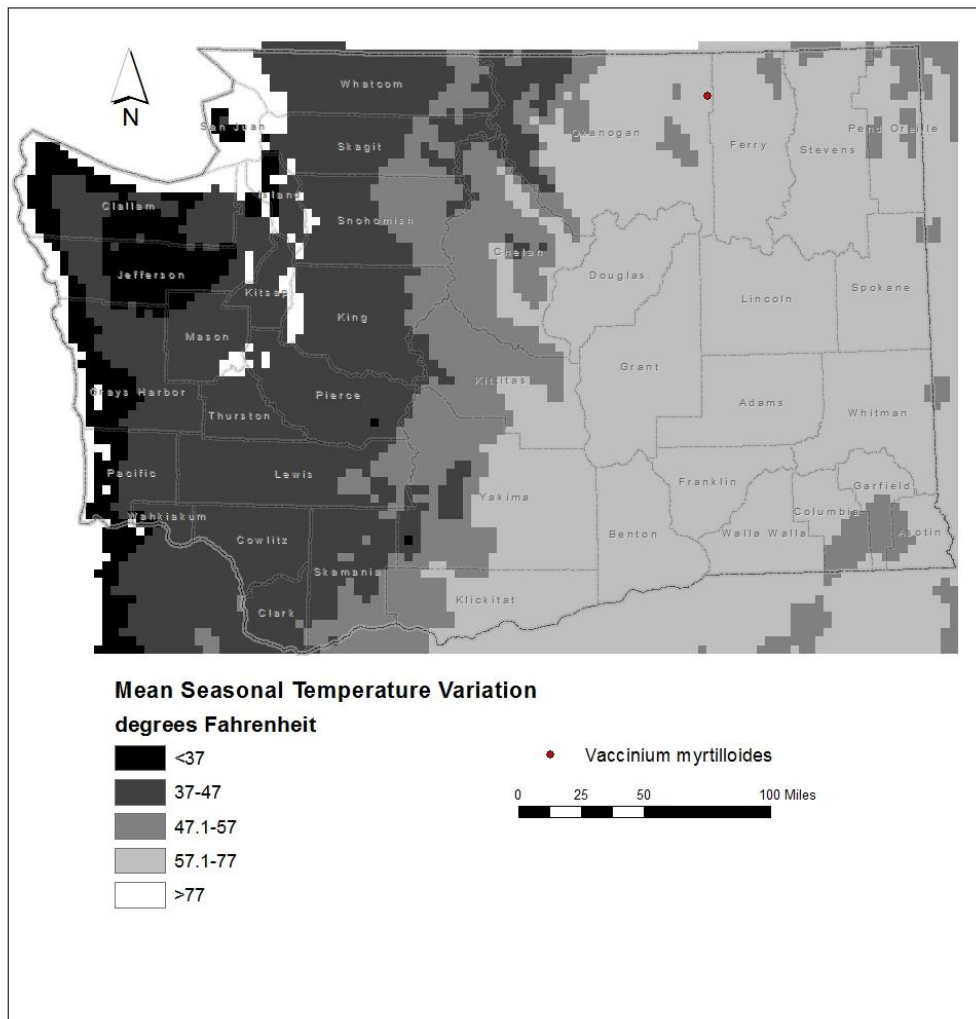 N
Whatcom
San Juan
Skagit
Okanogan
Ferry
Stevens
Pend Oreille
Island
Clallam
Snohomish
Chelan
Jefferson
Kitsap
Douglas
Lincoln
Spokane
King
Mason
Grant
Kittitas
Grays Harbor
Pierce
Adams
Whitman
Thurston
Pacific
Lewis
Yakima
Franklin
Garfield
Columbia
Wahkiakum
Cowlitz
Benton
Walla Walla
Asotin
Skamania
Clark
Klickitat
Mean Seasonal Temperature Variation
degrees Fahrenheit
<37
37-47
47.1-57
57.1-77
>77
Vaccinium myrtilloides
0 25 50 100 Miles